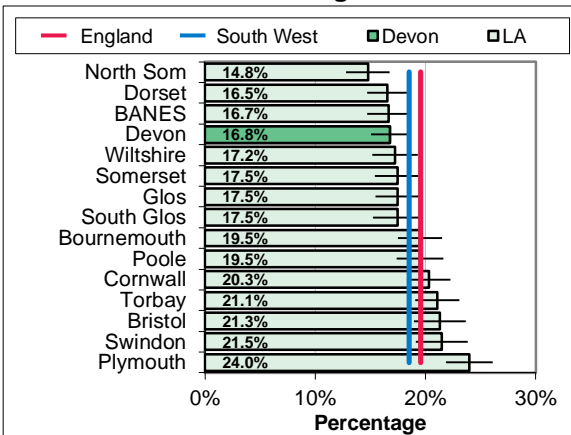 England South West Devon LA
North Som 14.8%
Dorset 16.5%
BANES 16.7%
Devon 16.8%
Wiltshire 17.2%
Somerset 17.5%
Glos 17.5%
South Glos 17.5%
Bournemouth 19.5%
Poole 19.5%
Cornwall 20.3%
Torbay 21.1%
Bristol 21.3%
Swindon 21.5%
Plymouth 24.0%
0% 10% 20% 30%
Percentage